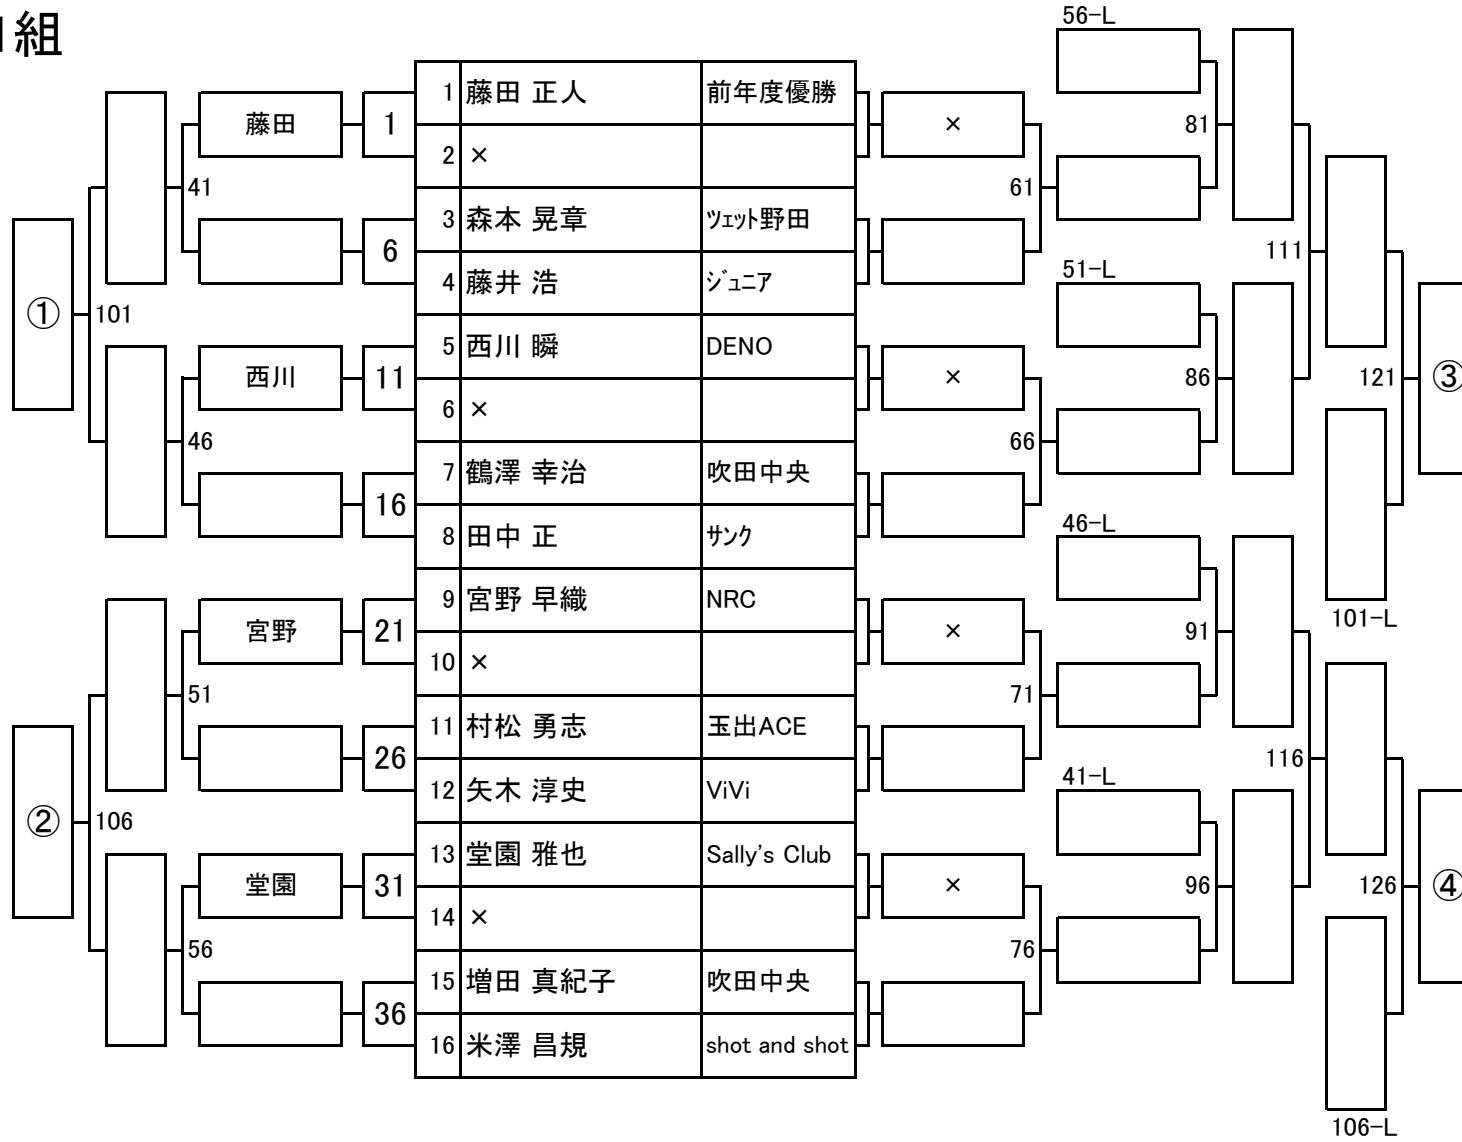 組
1 藤田 正人 前年度優勝
2 ×
3 森本 晃章 ツェット野田
4 藤井 浩 ジュニア
5 西川 瞬 DENO
6 ×
7 鶴澤 幸治 吹田中央
8 田中 正 サンク
9 宮野 早織 NRC
10 ×
11 村松 勇志 玉出ACE
12 矢木 淳史 ViVi
13 堂園 雅也 Sally's Club
14 ×
15 増田 真紀子 吹田中央
16 米澤 昌規 shot and shot
藤田
1
41
6
①
101
西川
11
46
16
宮野
21
51
26
②
106
堂園
31
56
36
×
61
×
66
×
71
×
76
56-L
81
51-L
86
46-L
91
41-L
96
111
116
121
101-L
③
126
106-L
④